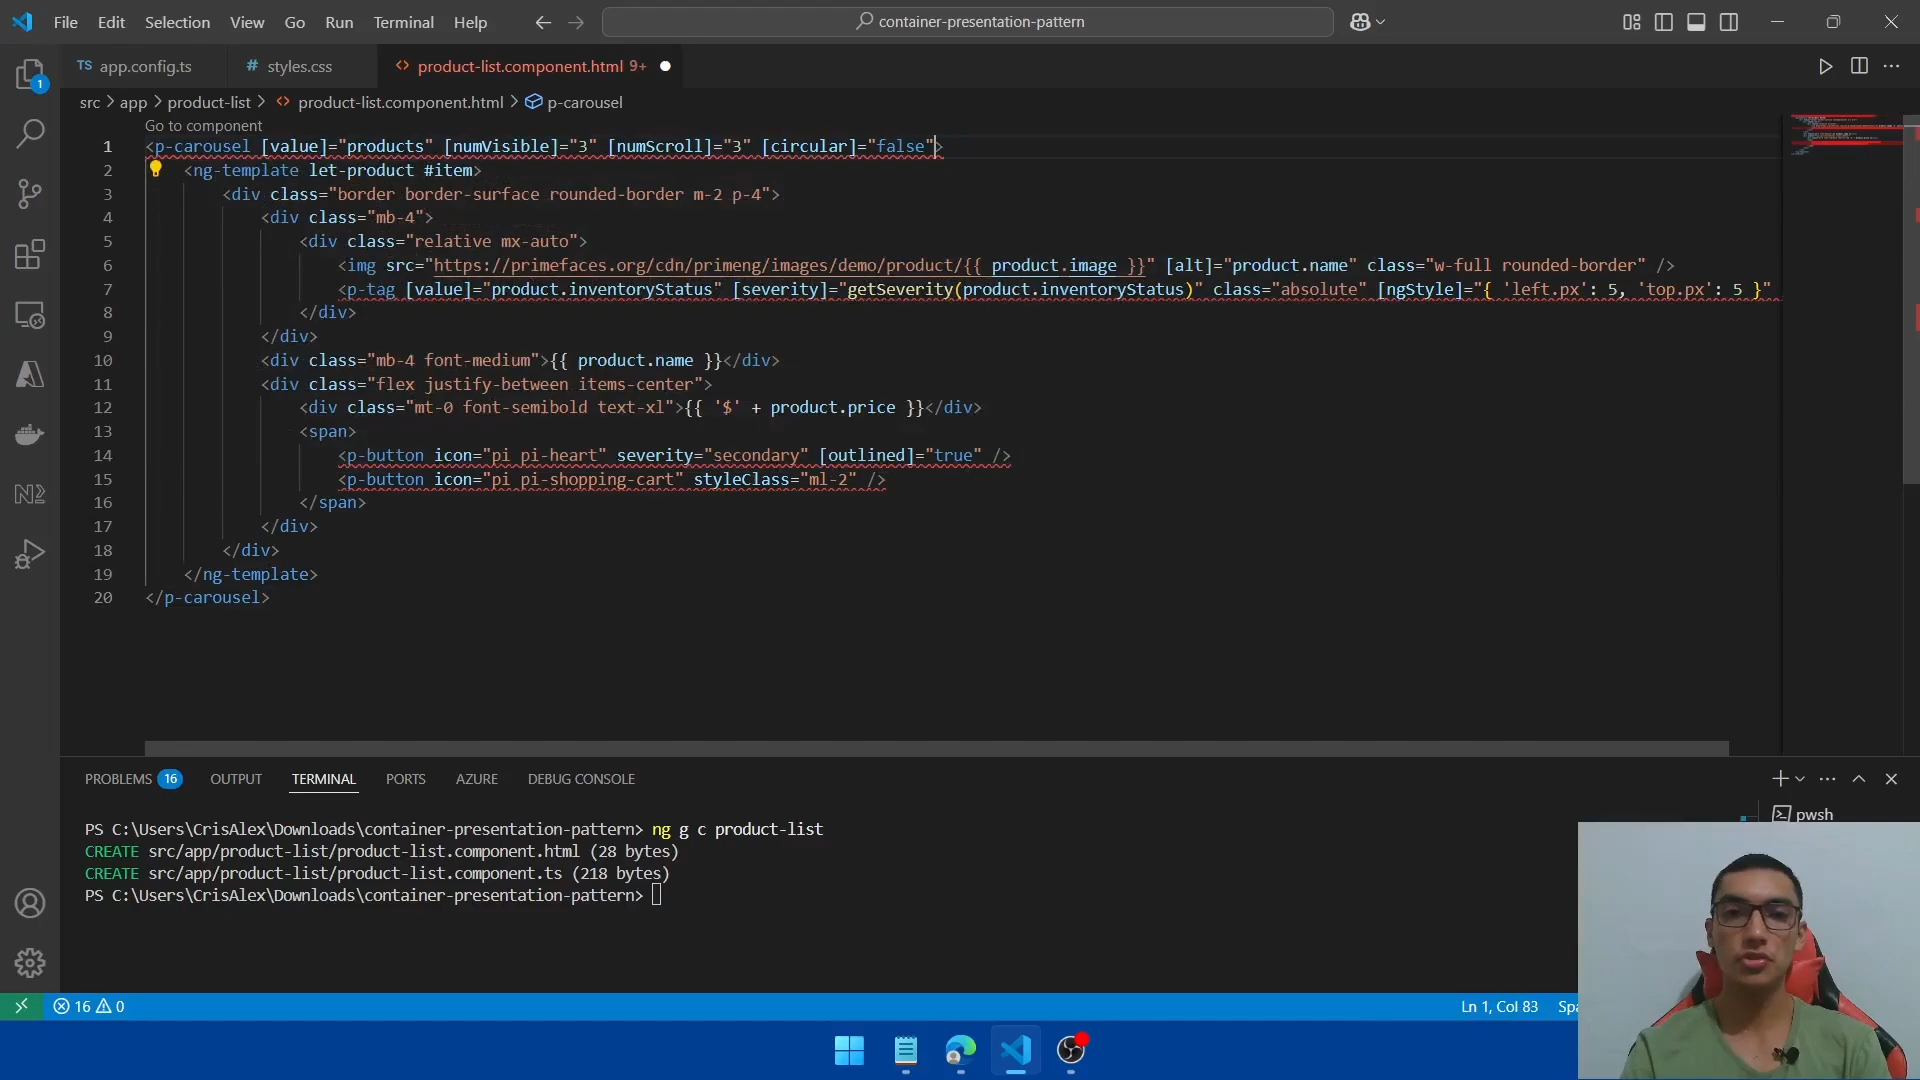 File Edit Selection View Go Run Terminal Help
container-presentation-pattern
1
TS app.config.ts
# styles.css
<> product-list.component.html 9+
src > app > product-list > <> product-list.component.html > p-carousel
Go to component
1 <p-carousel [value]="products" [numVisible]="3" [numScroll]="3" [circular]="false">
2 <ng-template let-product #item>
3 <div class="border border-surface rounded-border m-2 p-4">
4 <div class="mb-4">
5 <div class="relative mx-auto">
6 <img src="https://primefaces.org/cdn/primeng/images/demo/product/{{ product.image }}" [alt]="product.name" class="w-full rounded-border" />
7 <p-tag [value]="product.inventoryStatus" [severity]="getSeverity(product.inventoryStatus)" class="absolute" [ngStyle]="{ 'left.px': 5, 'top.px': 5 }"
8 </div>
9 </div>
10 <div class="mb-4 font-medium">{{ product.name }}</div>
11 <div class="flex justify-between items-center">
12 <div class="mt-0 font-semibold text-xl">{{ '$' + product.price }}</div>
13 <span>
14 <p-button icon="pi pi-heart" severity="secondary" [outlined]="true" />
15 <p-button icon="pi pi-shopping-cart" styleClass="ml-2" />
16 </span>
17 </div>
18 </div>
19 </ng-template>
20 </p-carousel>
PROBLEMS 16 OUTPUT TERMINAL PORTS AZURE DEBUG CONSOLE
pwsh
PS C:\Users\CrisAlex\Downloads\container-presentation-pattern> ng g c product-list
CREATE src/app/product-list/product-list.component.html (28 bytes)
CREATE src/app/product-list/product-list.component.ts (218 bytes)
PS C:\Users\CrisAlex\Downloads\container-presentation-pattern>
16 0
Ln 1, Col 83 Spa